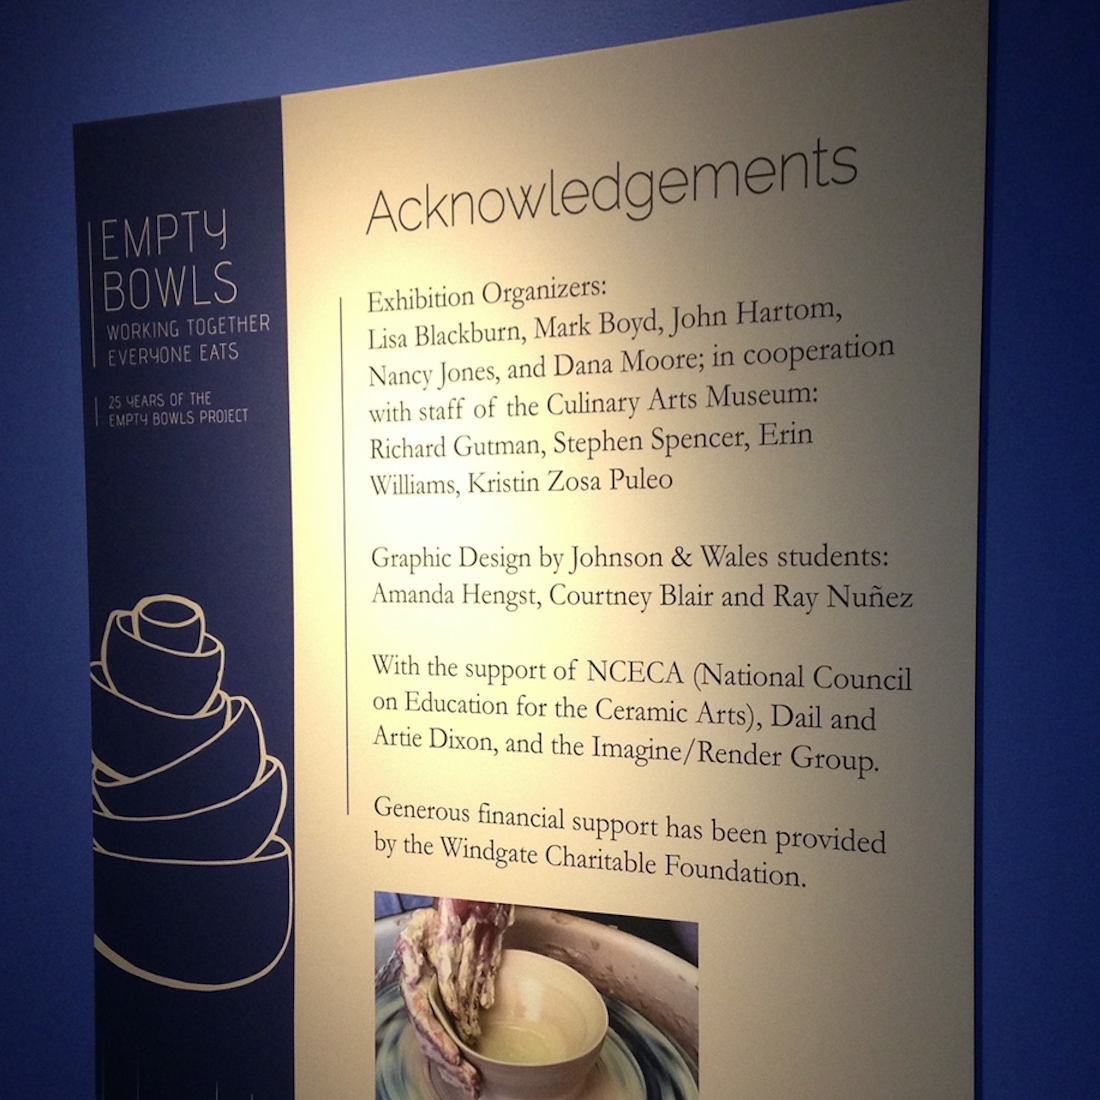 EMPTY
BOWLS
WORKING TOGETHER
EVERYONE EATS
25 YEARS OF THE
EMPTY BOWLS PROJECT
Acknowledgements
Exhibition Organizers:
Lisa Blackburn, Mark Boyd, John Hartom,
Nancy Jones, and Dana Moore; in cooperation
with staff of the Culinary Arts Museum:
Richard Gutman, Stephen Spencer, Erin
Williams, Kristin Zosa Puleo
Graphic Design by Johnson & Wales students:
Amanda Hengst, Courtney Blair and Ray Nuñez
With the support of NCECA (National Council
on Education for the Ceramic Arts), Dail and
Artie Dixon, and the Imagine/Render Group.
Generous financial support has been provided
by the Windgate Charitable Foundation.